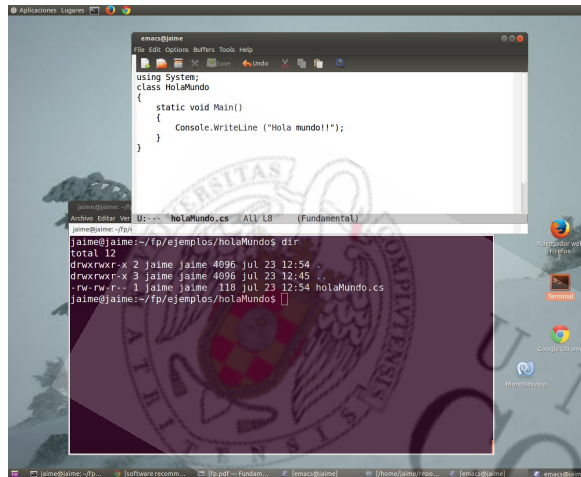 Aplicaciones Lugares
emacs@jaime
File Edit Options Buffers Tools Help
Save Undo
using System;
class HolaMundo
{
static void Main()
{
Console.WriteLine ("Hola mundo!!");
}
}
U:--- holaMundo.cs All L8 (Fundamental)
jaime@jaime: ~/fp
Archivo Editar Ver
jaime@jaime: ~/fp/e
jaime@jaime:~/fp/ejemplos/holaMundo$ dir
total 12
drwxrwxr-x 2 jaime jaime 4096 jul 23 12:54 .
drwxrwxr-x 3 jaime jaime 4096 jul 23 12:45 ..
-rw-rw-r-- 1 jaime jaime 118 jul 23 12:54 holaMundo.cs
jaime@jaime:~/fp/ejemplos/holaMundo$
Navegador web
Firefox
Terminal
Google Chrome
MonoDevelop
jaime@jaime: ~/fp... [software recomm... [fp.pdf — Fundam... [emacs@jaime] [/home/jaime/repo... [emacs@jaime] emacs@jaime